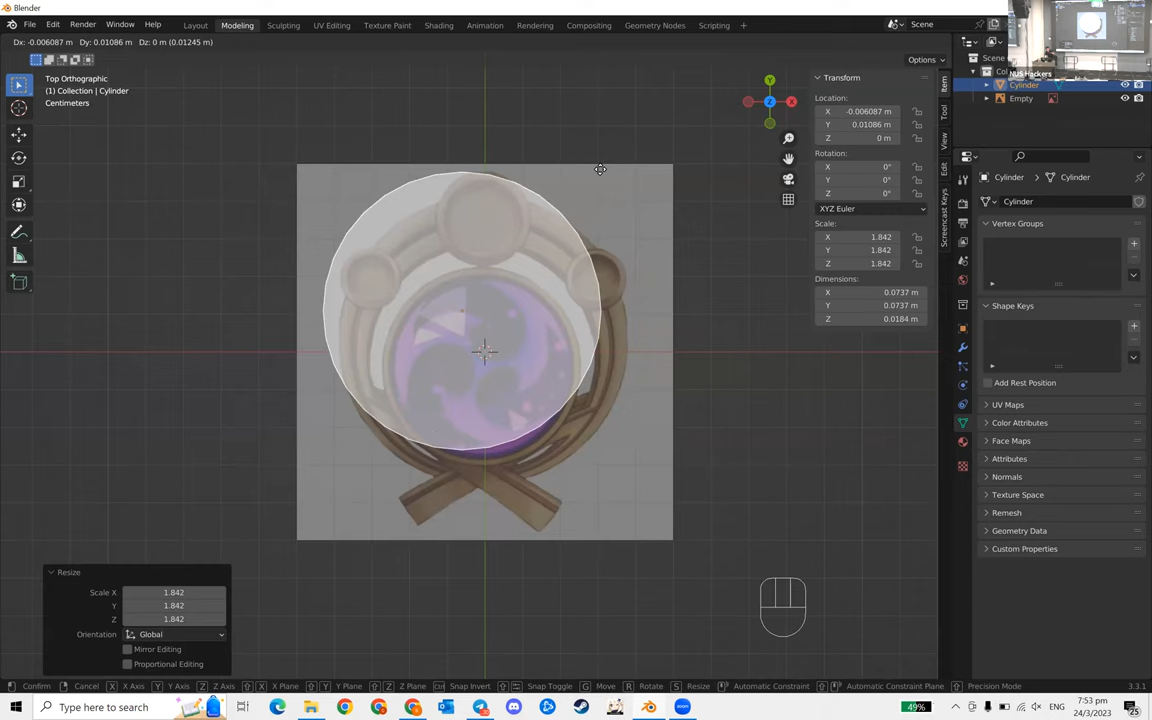 Blender
File Edit Render Window Help
Layout Modeling Sculpting UV Editing Texture Paint Shading Animation Rendering Compositing Geometry Nodes Scripting
Scene
Dx: -0.006087 m Dy: 0.01086 m Dz: 0 m (0.01245 m)
Options
Top Orthographic
(1) Collection | Cylinder
Centimeters
Y
Z
X
Transform
Location:
X -0.006087 m
Y 0.01086 m
Z 0 m
Rotation:
X 0°
Y 0°
Z 0°
XYZ Euler
Scale:
X 1.842
Y 1.842
Z 1.842
Dimensions:
X 0.0737 m
Y 0.0737 m
Z 0.0184 m
Item
Tool
View
Edit
Screencast Keys
NUS Hackers
Scene
Col
Cylinder
Empty
Cylinder Cylinder
Cylinder
Vertex Groups
Shape Keys
Add Rest Position
UV Maps
Color Attributes
Face Maps
Attributes
Normals
Texture Space
Remesh
Geometry Data
Custom Properties
Resize
Scale X 1.842
Y 1.842
Z 1.842
Orientation Global
Mirror Editing
Proportional Editing
Confirm Cancel X X Axis Y Y Axis Z Z Axis X X Plane Y Y Plane Z Z Plane Snap Invert Snap Toggle G Move R Rotate S Resize Automatic Constraint Automatic Constraint Plane Precision Mode
3.3.1
Type here to search
49%
ENG
7:53 pm
24/3/2023
25